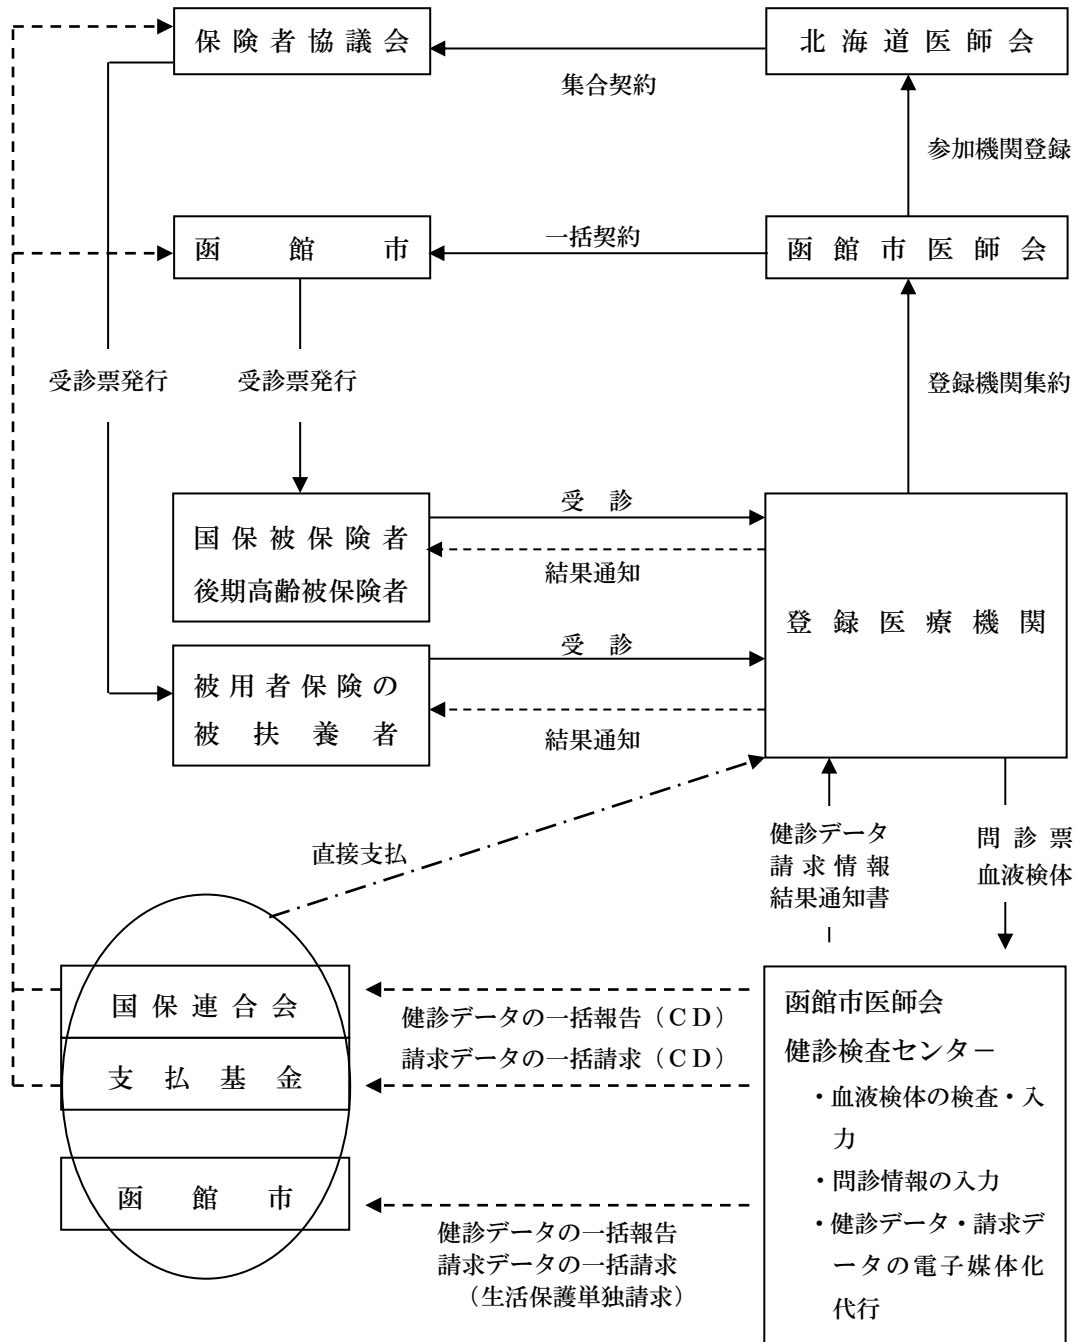 保険者協議会
北海道医師会
集合契約
参加機関登録
函館市
一括契約
函館市医師会
受診票発行
受診票発行
登録機関集約
国保被保険者
後期高齢被保険者
受診
結果通知
登録医療機関
被用者保険の
被扶養者
受診
結果通知
直接支払
健診データ
請求情報
結果通知書
問診票
血液検体
国保連合会
支払基金
函館市
健診データの一括報告（ＣＤ）
請求データの一括請求（ＣＤ）
健診データの一括報告
請求データの一括請求
（生活保護単独請求）
函館市医師会
健診検査センタ－
・血液検体の検査・入
力
・問診情報の入力
・健診データ・請求デ
ータの電子媒体化
代行